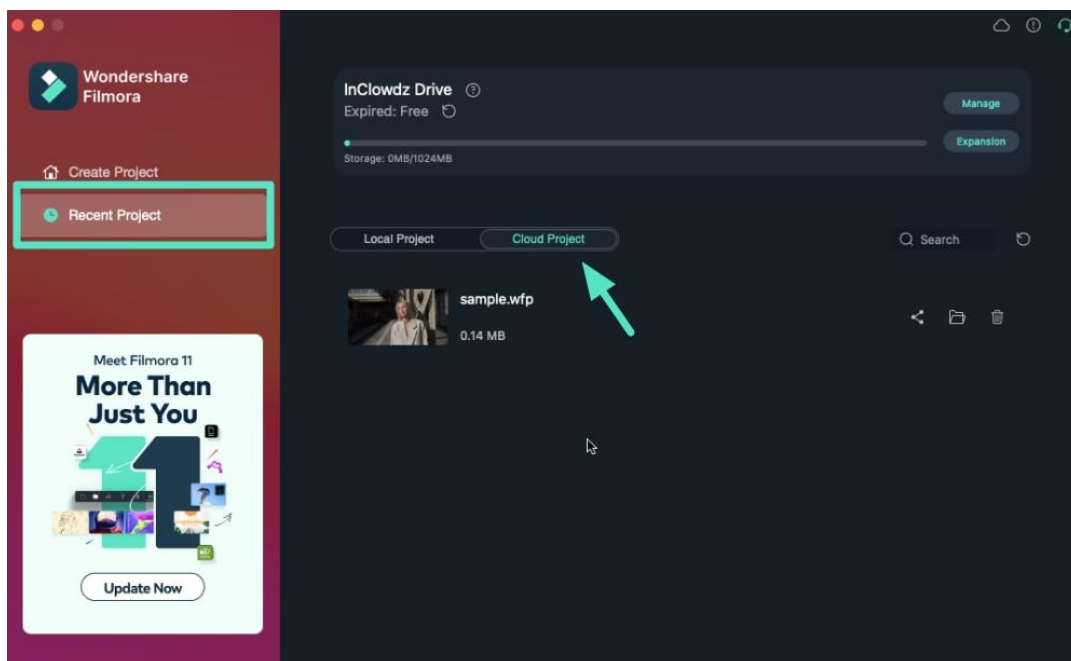 Wondershare
Filmora
Create Project
Recent Project
Meet Filmora 11
More Than
Just You
Update Now
InClowdz Drive
Expired: Free
Manage
Expansion
Storage: 0MB/1024MB
Local Project
Cloud Project
Search
sample.wfp
0.14 MB